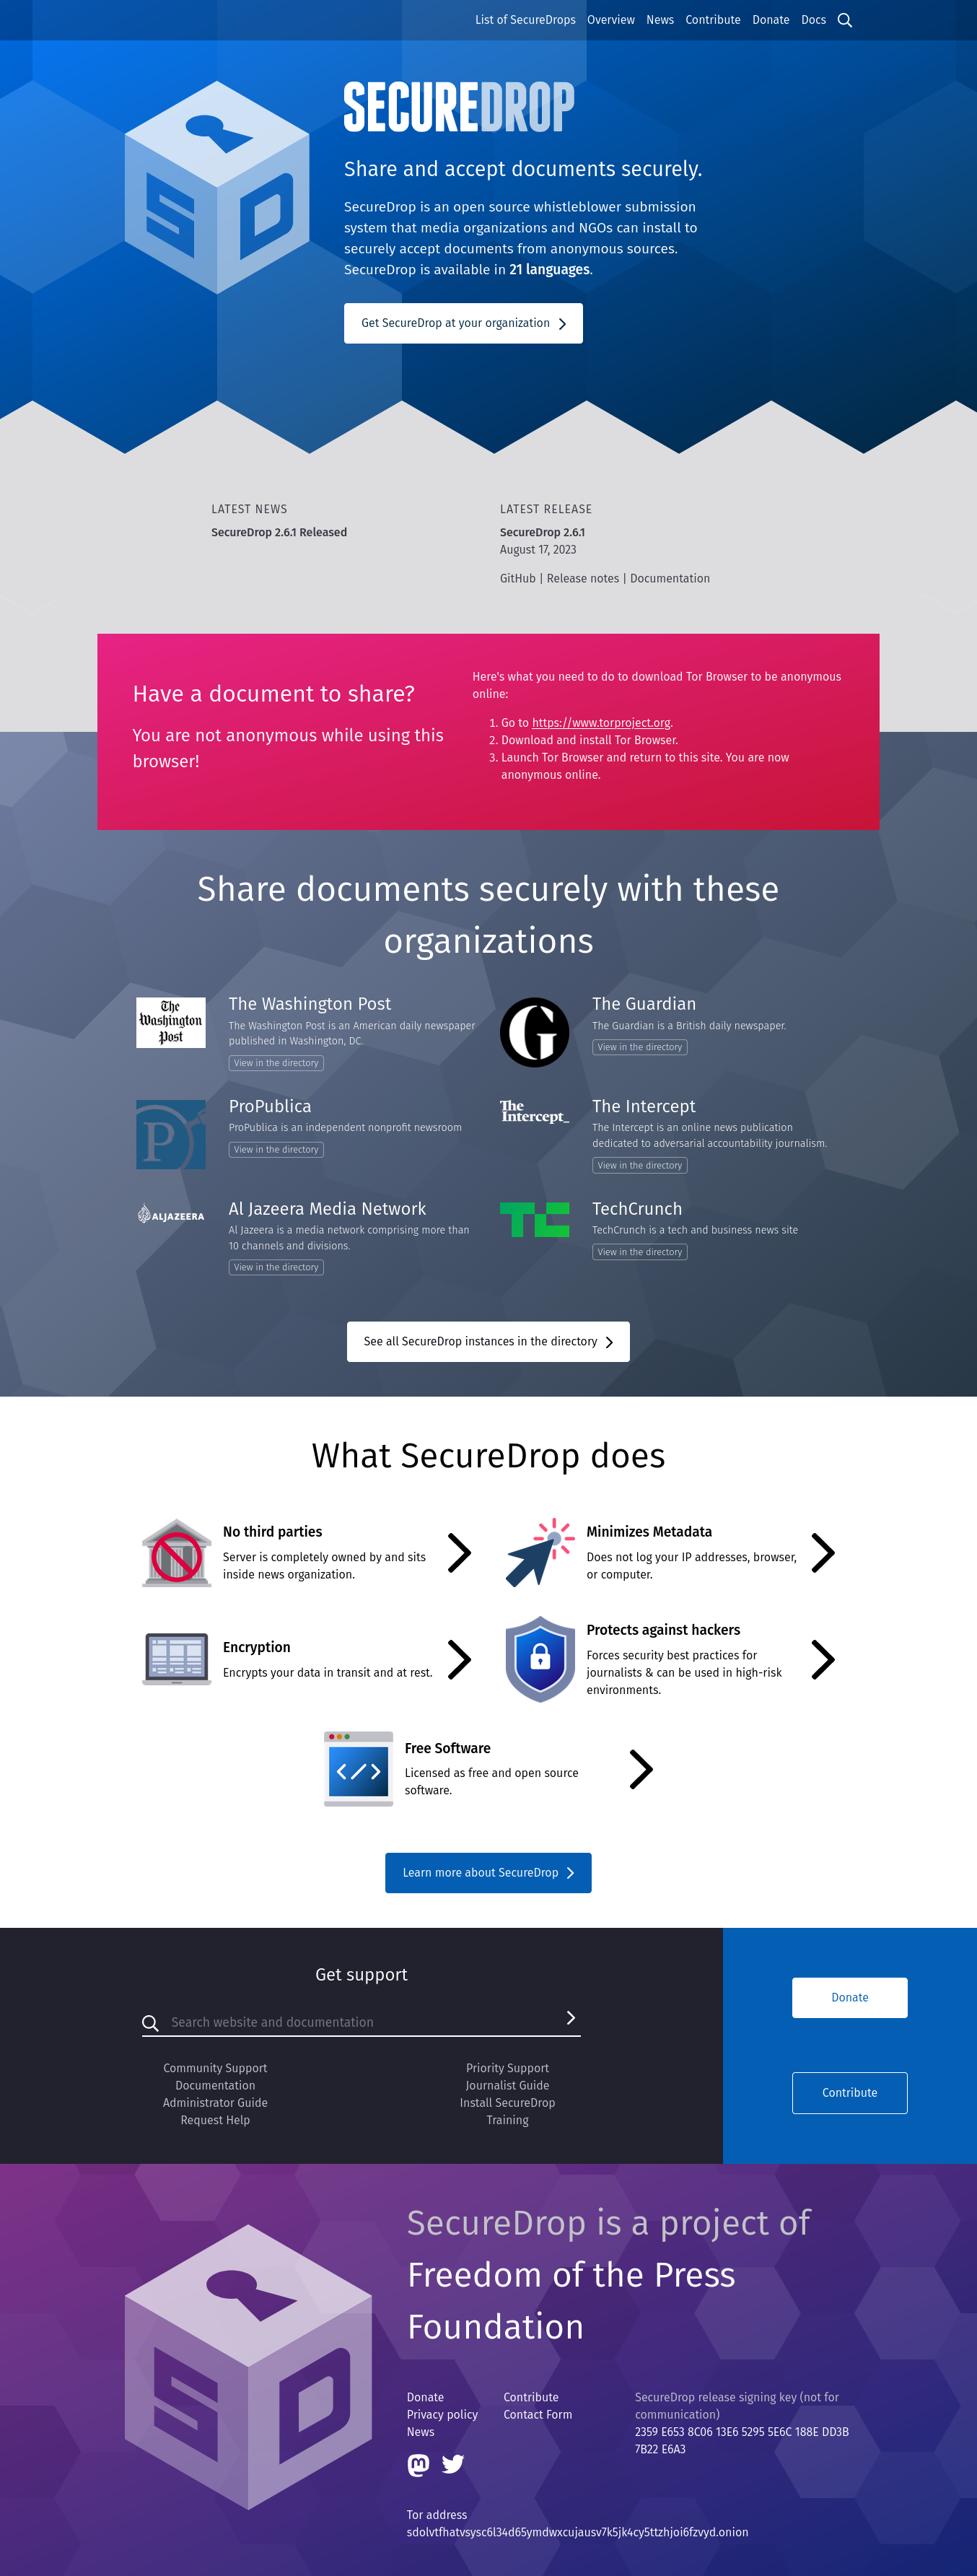 List of SecureDrops Overview News Contribute Donate Docs
SECUREDROP
Share and accept documents securely.
SecureDrop is an open source whistleblower submission
system that media organizations and NGOs can install to
securely accept documents from anonymous sources.
SecureDrop is available in 21 languages.
Get SecureDrop at your organization
SD
LATEST NEWS
SecureDrop 2.6.1 Released
LATEST RELEASE
SecureDrop 2.6.1
August 17, 2023
GitHub | Release notes | Documentation
Have a document to share?
You are not anonymous while using this
browser!
Here's what you need to do to download Tor Browser to be anonymous
online:
1. Go to https://www.torproject.org.
2. Download and install Tor Browser.
3. Launch Tor Browser and return to this site. You are now
anonymous online.
Share documents securely with these
organizations
The
Washington
Post
The Washington Post
The Washington Post is an American daily newspaper
published in Washington, DC.
View in the directory
G
The Guardian
The Guardian is a British daily newspaper.
View in the directory
P
ProPublica
ProPublica is an independent nonprofit newsroom
View in the directory
The
Intercept_
The Intercept
The Intercept is an online news publication
dedicated to adversarial accountability journalism.
View in the directory
ALJAZEERA
Al Jazeera Media Network
Al Jazeera is a media network comprising more than
10 channels and divisions.
View in the directory
TC
TechCrunch
TechCrunch is a tech and business news site
View in the directory
See all SecureDrop instances in the directory
What SecureDrop does
No third parties
Server is completely owned by and sits
inside news organization.
Minimizes Metadata
Does not log your IP addresses, browser,
or computer.
Encryption
Encrypts your data in transit and at rest.
Protects against hackers
Forces security best practices for
journalists & can be used in high-risk
environments.
Free Software
Licensed as free and open source
software.
Learn more about SecureDrop
Get support
Search website and documentation
Community Support
Documentation
Administrator Guide
Request Help
Priority Support
Journalist Guide
Install SecureDrop
Training
Donate
Contribute
SD
SecureDrop is a project of
Freedom of the Press
Foundation
Donate
Privacy policy
News
Contribute
Contact Form
SecureDrop release signing key (not for
communication)
2359 E653 8C06 13E6 5295 5E6C 188E DD3B
7B22 E6A3
Tor address
sdolvtfhatvsysc6l34d65ymdwxcujausv7k5jk4cy5ttzhjoi6fzvyd.onion